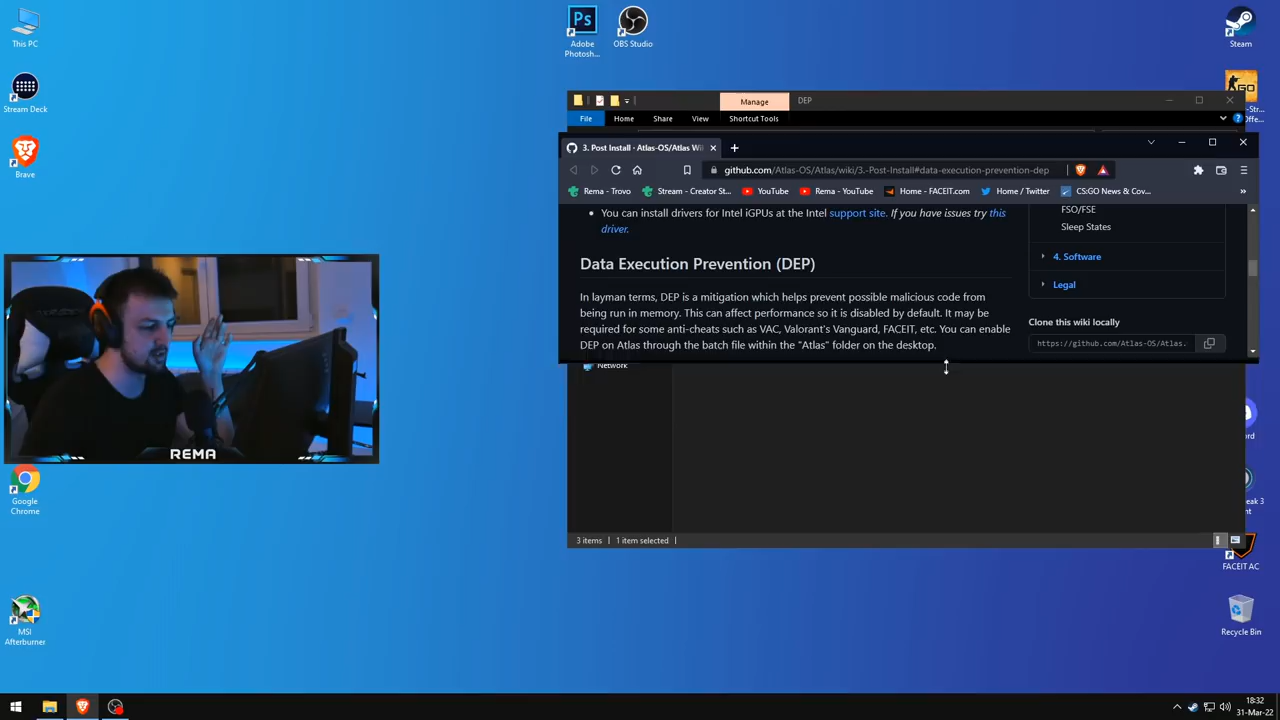 This PC
Stream Deck
Brave
Google
Chrome
MSI
Afterburner
REMA
Ps
Adobe
Photosh...
OBS Studio
Steam
Manage
DEP
File
Home
Share
View
Shortcut Tools
3. Post Install · Atlas-OS/Atlas Wi
github.com/Atlas-OS/Atlas/wiki/3.-Post-Install#data-execution-prevention-dep
Rema - Trovo
Stream - Creator St...
YouTube
Rema - YouTube
Home - FACEIT.com
Home / Twitter
CS:GO News & Cov...
You can install drivers for Intel iGPUs at the Intel support site. If you have issues try this
driver.
Data Execution Prevention (DEP)
In layman terms, DEP is a mitigation which helps prevent possible malicious code from
being run in memory. This can affect performance so it is disabled by default. It may be
required for some anti-cheats such as VAC, Valorant's Vanguard, FACEIT, etc. You can enable
DEP on Atlas through the batch file within the "Atlas" folder on the desktop.
FSO/FSE
Sleep States
4. Software
Legal
Clone this wiki locally
https://github.com/Atlas-OS/Atlas.
Network
3 items
1 item selected
FACEIT AC
Recycle Bin
18:32
31-Mar-22